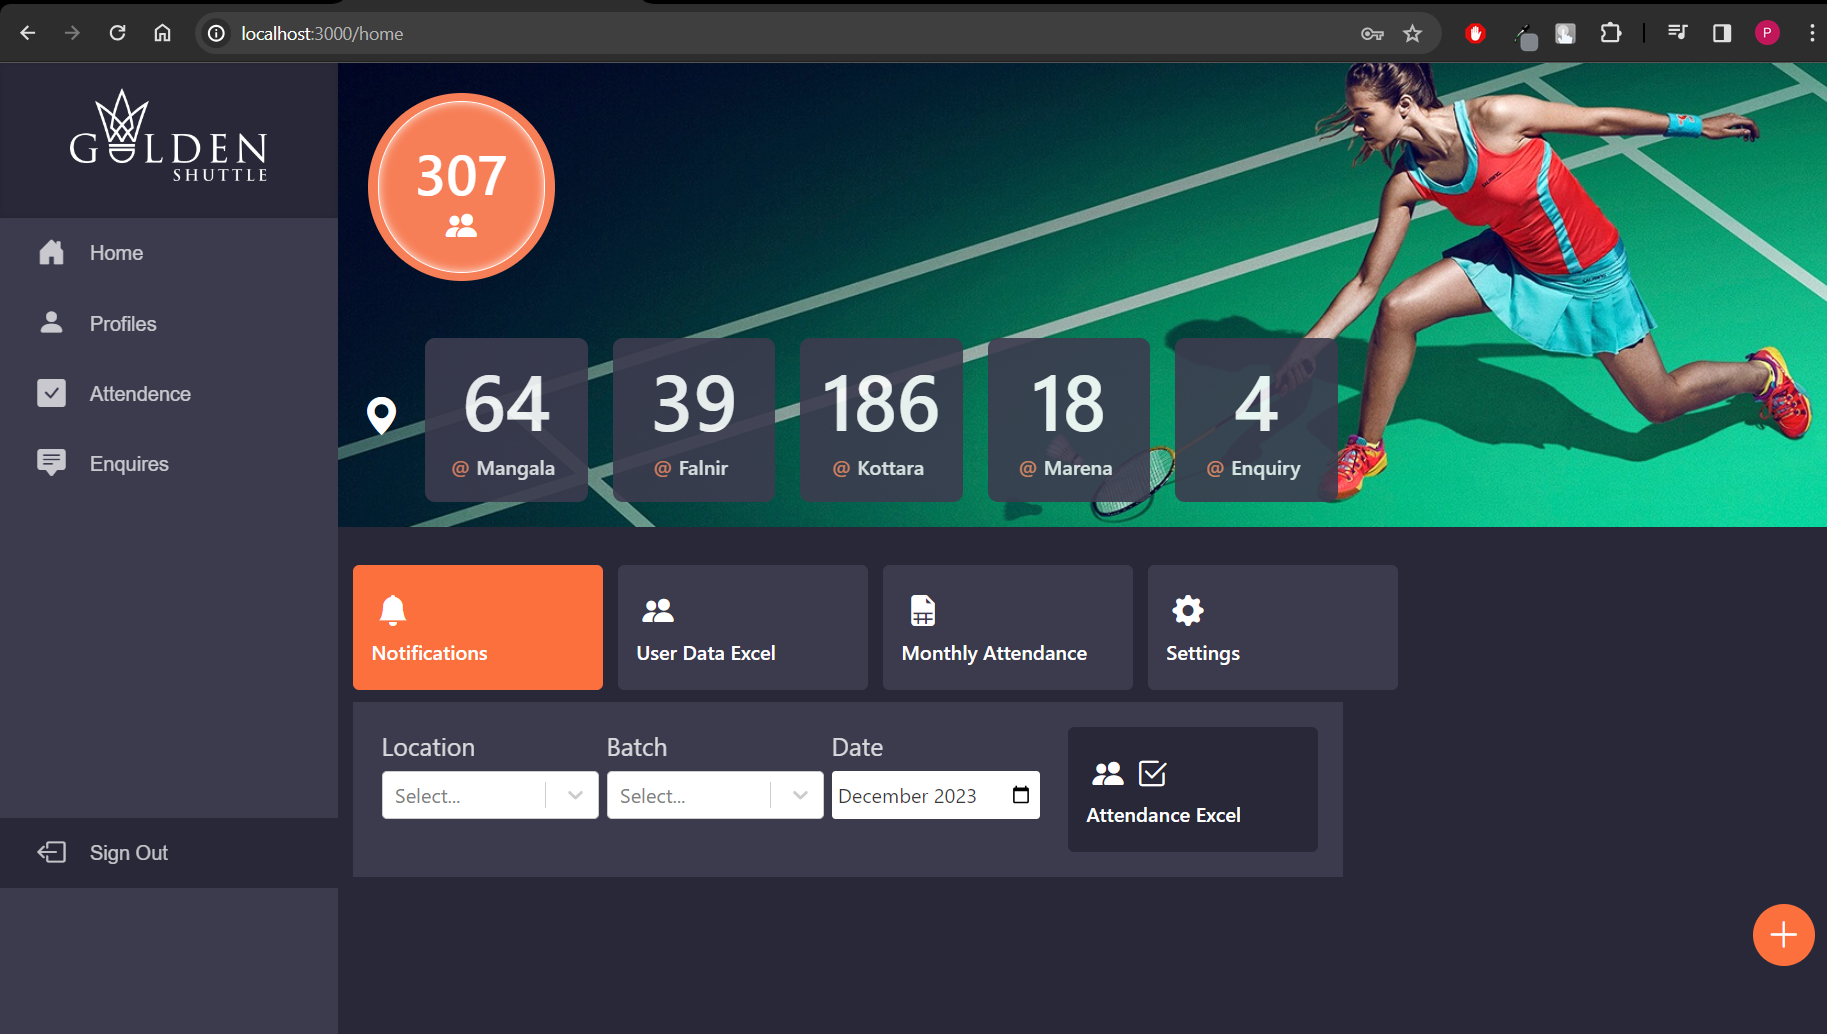 localhost:3000/home
P
GOLDEN
SHUTTLE
Home
Profiles
Attendence
Enquires
Sign Out
307
64
@ Mangala
39
@ Falnir
186
@ Kottara
18
@ Marena
4
@ Enquiry
Notifications
User Data Excel
Monthly Attendance
Settings
Location
Batch
Date
Select...
Select...
December 2023
Attendance Excel